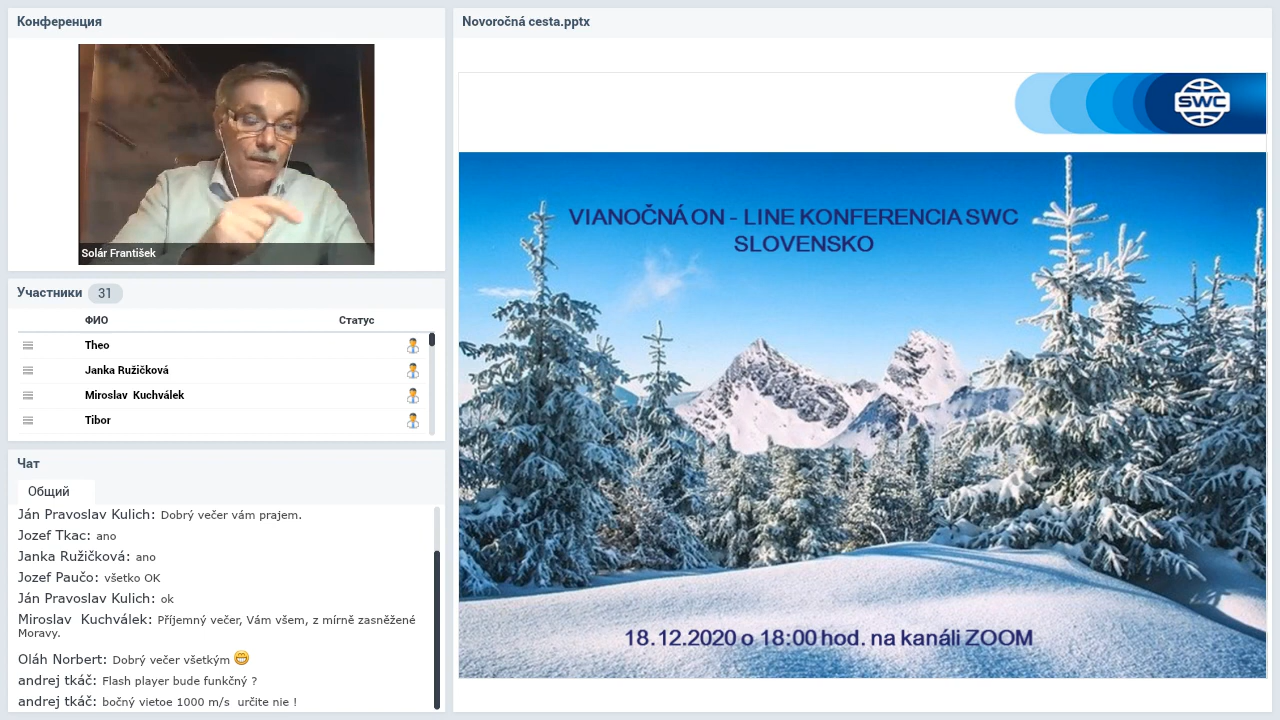 Конференция
Solár František
Участники 31
ФИО Статус
Theo
Janka Ružičková
Miroslav  Kuchválek
Tibor
Чат
Общий
Ján Pravoslav Kulich: Dobrý večer vám prajem.
Jozef Tkac: ano
Janka Ružičková: ano
Jozef Paučo: všetko OK
Ján Pravoslav Kulich: ok
Miroslav  Kuchválek: Příjemný večer, Vám všem, z mírně zasněžené
Moravy.
Oláh Norbert: Dobrý večer všetkým
andrej tkáč: Flash player bude funkčný ?
andrej tkáč: bočný vietoe 1000 m/s  určite nie !
Novoročná cesta.pptx
SWC
VIANOČNÁ ON - LINE KONFERENCIA SWC
SLOVENSKO
18.12.2020 o 18:00 hod. na kanáli ZOOM